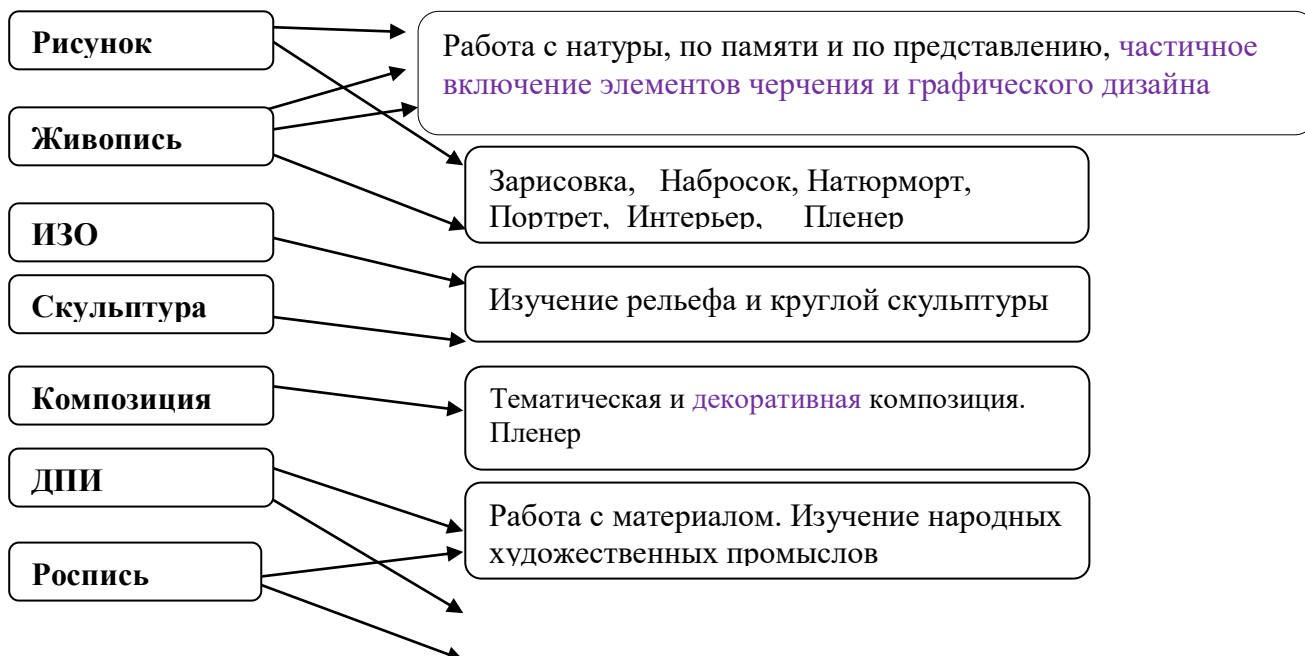 Рисунок
Работа с натуры, по памяти и по представлению, частичное
включение элементов черчения и графического дизайна
Живопись
Зарисовка, Набросок, Натюрморт,
Портрет, Интерьер, Пленер
ИЗО
Скульптура
Изучение рельефа и круглой скульптуры
Композиция
Тематическая и декоративная композиция.
Пленер
ДПИ
Работа с материалом. Изучение народных
художественных промыслов
Роспись